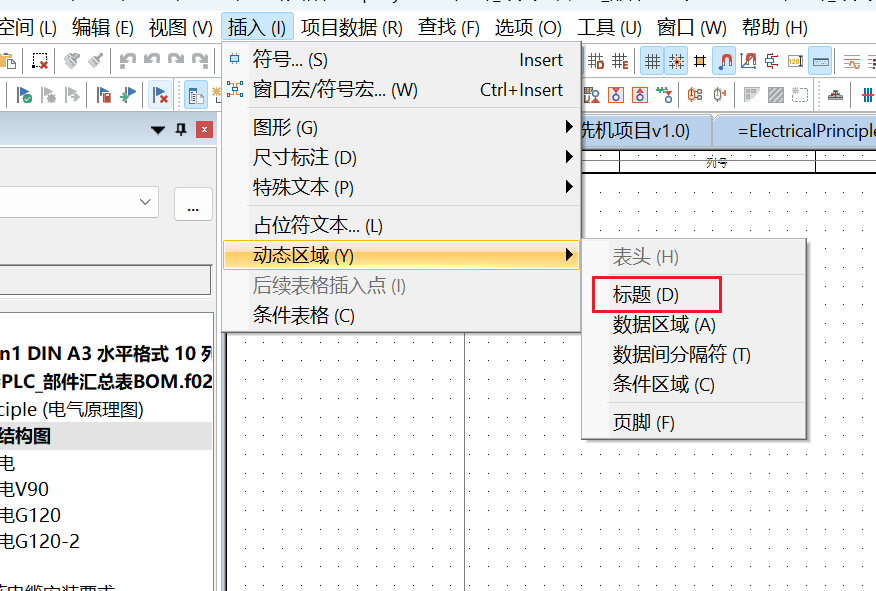 空间 (L) 编辑 (E) 视图 (V) 插入 (I) 项目数据 (R) 查找 (F) 选项 (O) 工具 (U) 窗口 (W) 帮助 (H)
符号... (S) Insert
窗口宏/符号宏... (W) Ctrl+Insert
图形 (G)
尺寸标注 (D)
特殊文本 (P)
占位符文本... (L)
动态区域 (Y)
后续表格插入点 (I)
条件表格 (C)
表头 (H)
标题 (D)
数据区域 (A)
数据间分隔符 (T)
条件区域 (C)
页脚 (F)
洗机项目v1.0)
=ElectricalPrinciple
列号
...
n1 DIN A3 水平格式 10 列
PLC_部件汇总表BOM.f02
ciple (电气原理图)
结构图
电
电V90
电G120
电G120-2